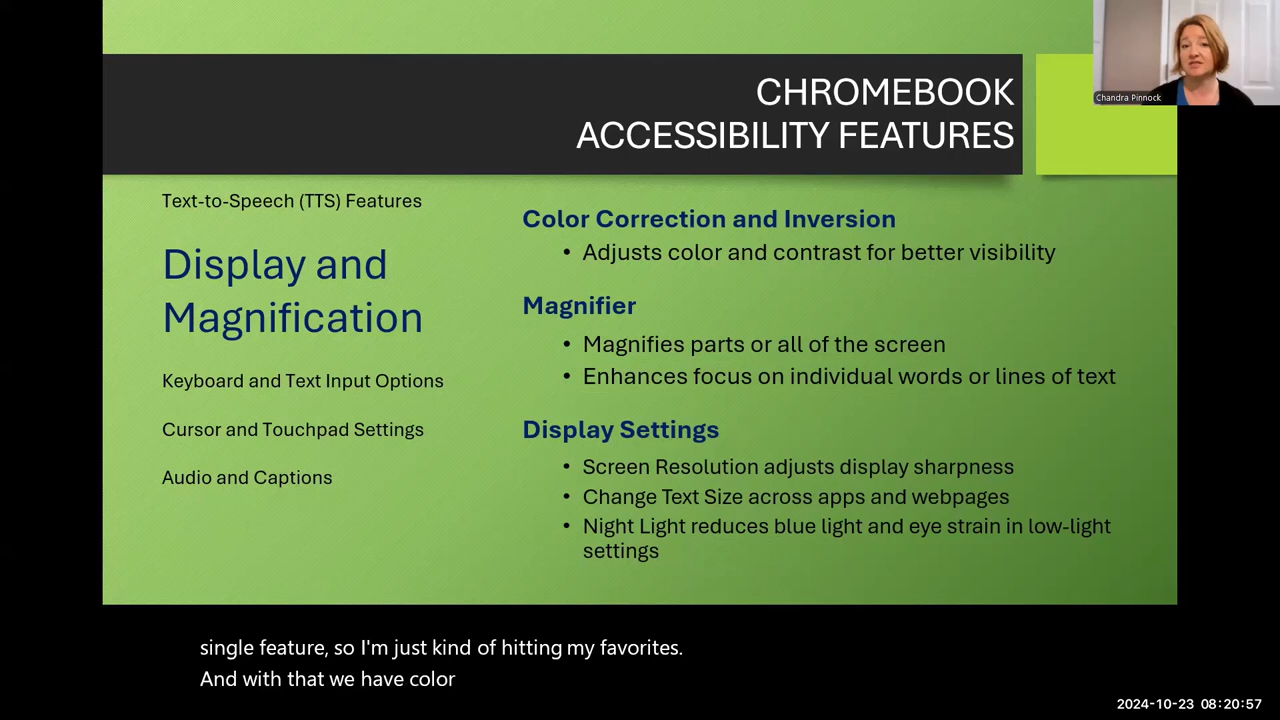 CHROMEBOOK
ACCESSIBILITY FEATURES
Chandra Pinnock
Text-to-Speech (TTS) Features
Display and
Magnification
Keyboard and Text Input Options
Cursor and Touchpad Settings
Audio and Captions
Color Correction and Inversion
• Adjusts color and contrast for better visibility
Magnifier
• Magnifies parts or all of the screen
• Enhances focus on individual words or lines of text
Display Settings
• Screen Resolution adjusts display sharpness
• Change Text Size across apps and webpages
• Night Light reduces blue light and eye strain in low-light
settings
single feature, so I'm just kind of hitting my favorites.
And with that we have color
2024-10-23 08:20:57